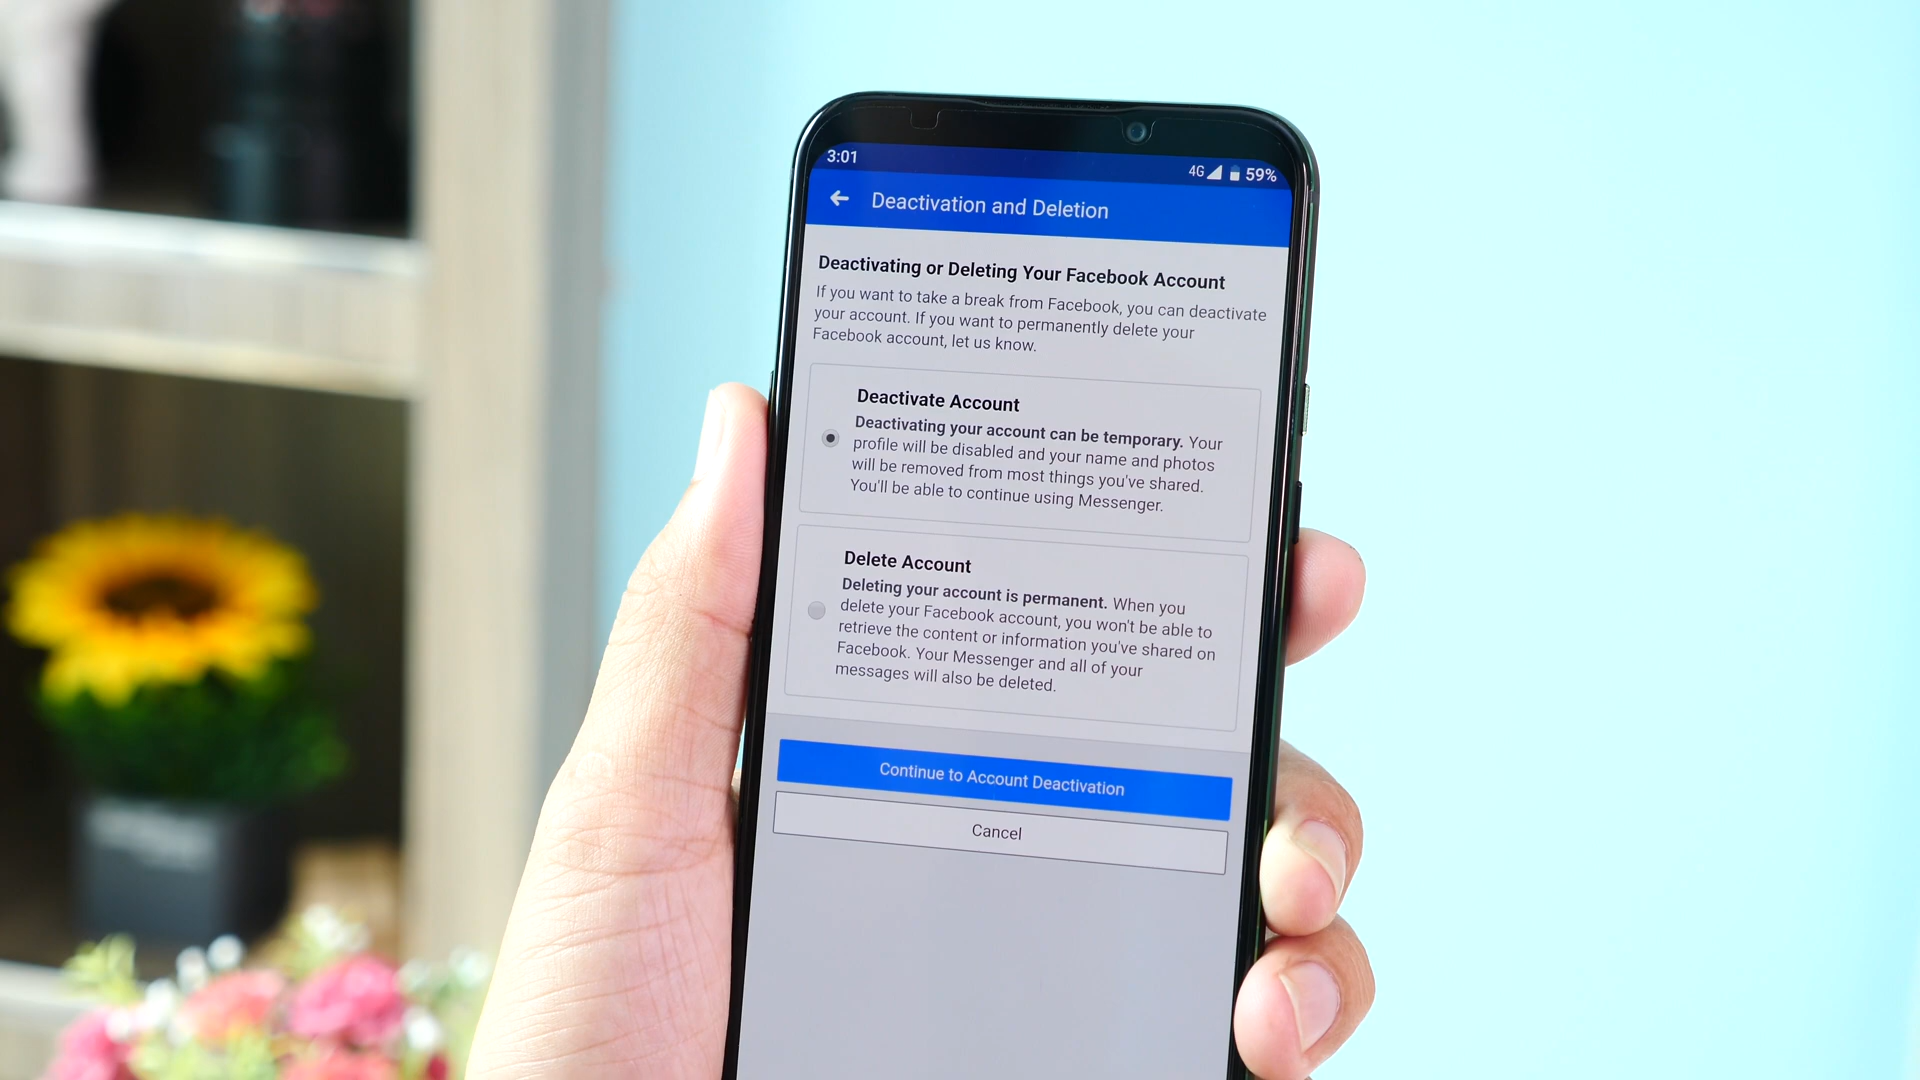 3:01
4G 59%
Deactivation and Deletion
Deactivating or Deleting Your Facebook Account
If you want to take a break from Facebook, you can deactivate
your account. If you want to permanently delete your
Facebook account, let us know.
Deactivate Account
Deactivating your account can be temporary. Your
profile will be disabled and your name and photos
will be removed from most things you've shared.
You'll be able to continue using Messenger.
Delete Account
Deleting your account is permanent. When you
delete your Facebook account, you won't be able to
retrieve the content or information you've shared on
Facebook. Your Messenger and all of your
messages will also be deleted.
Continue to Account Deactivation
Cancel